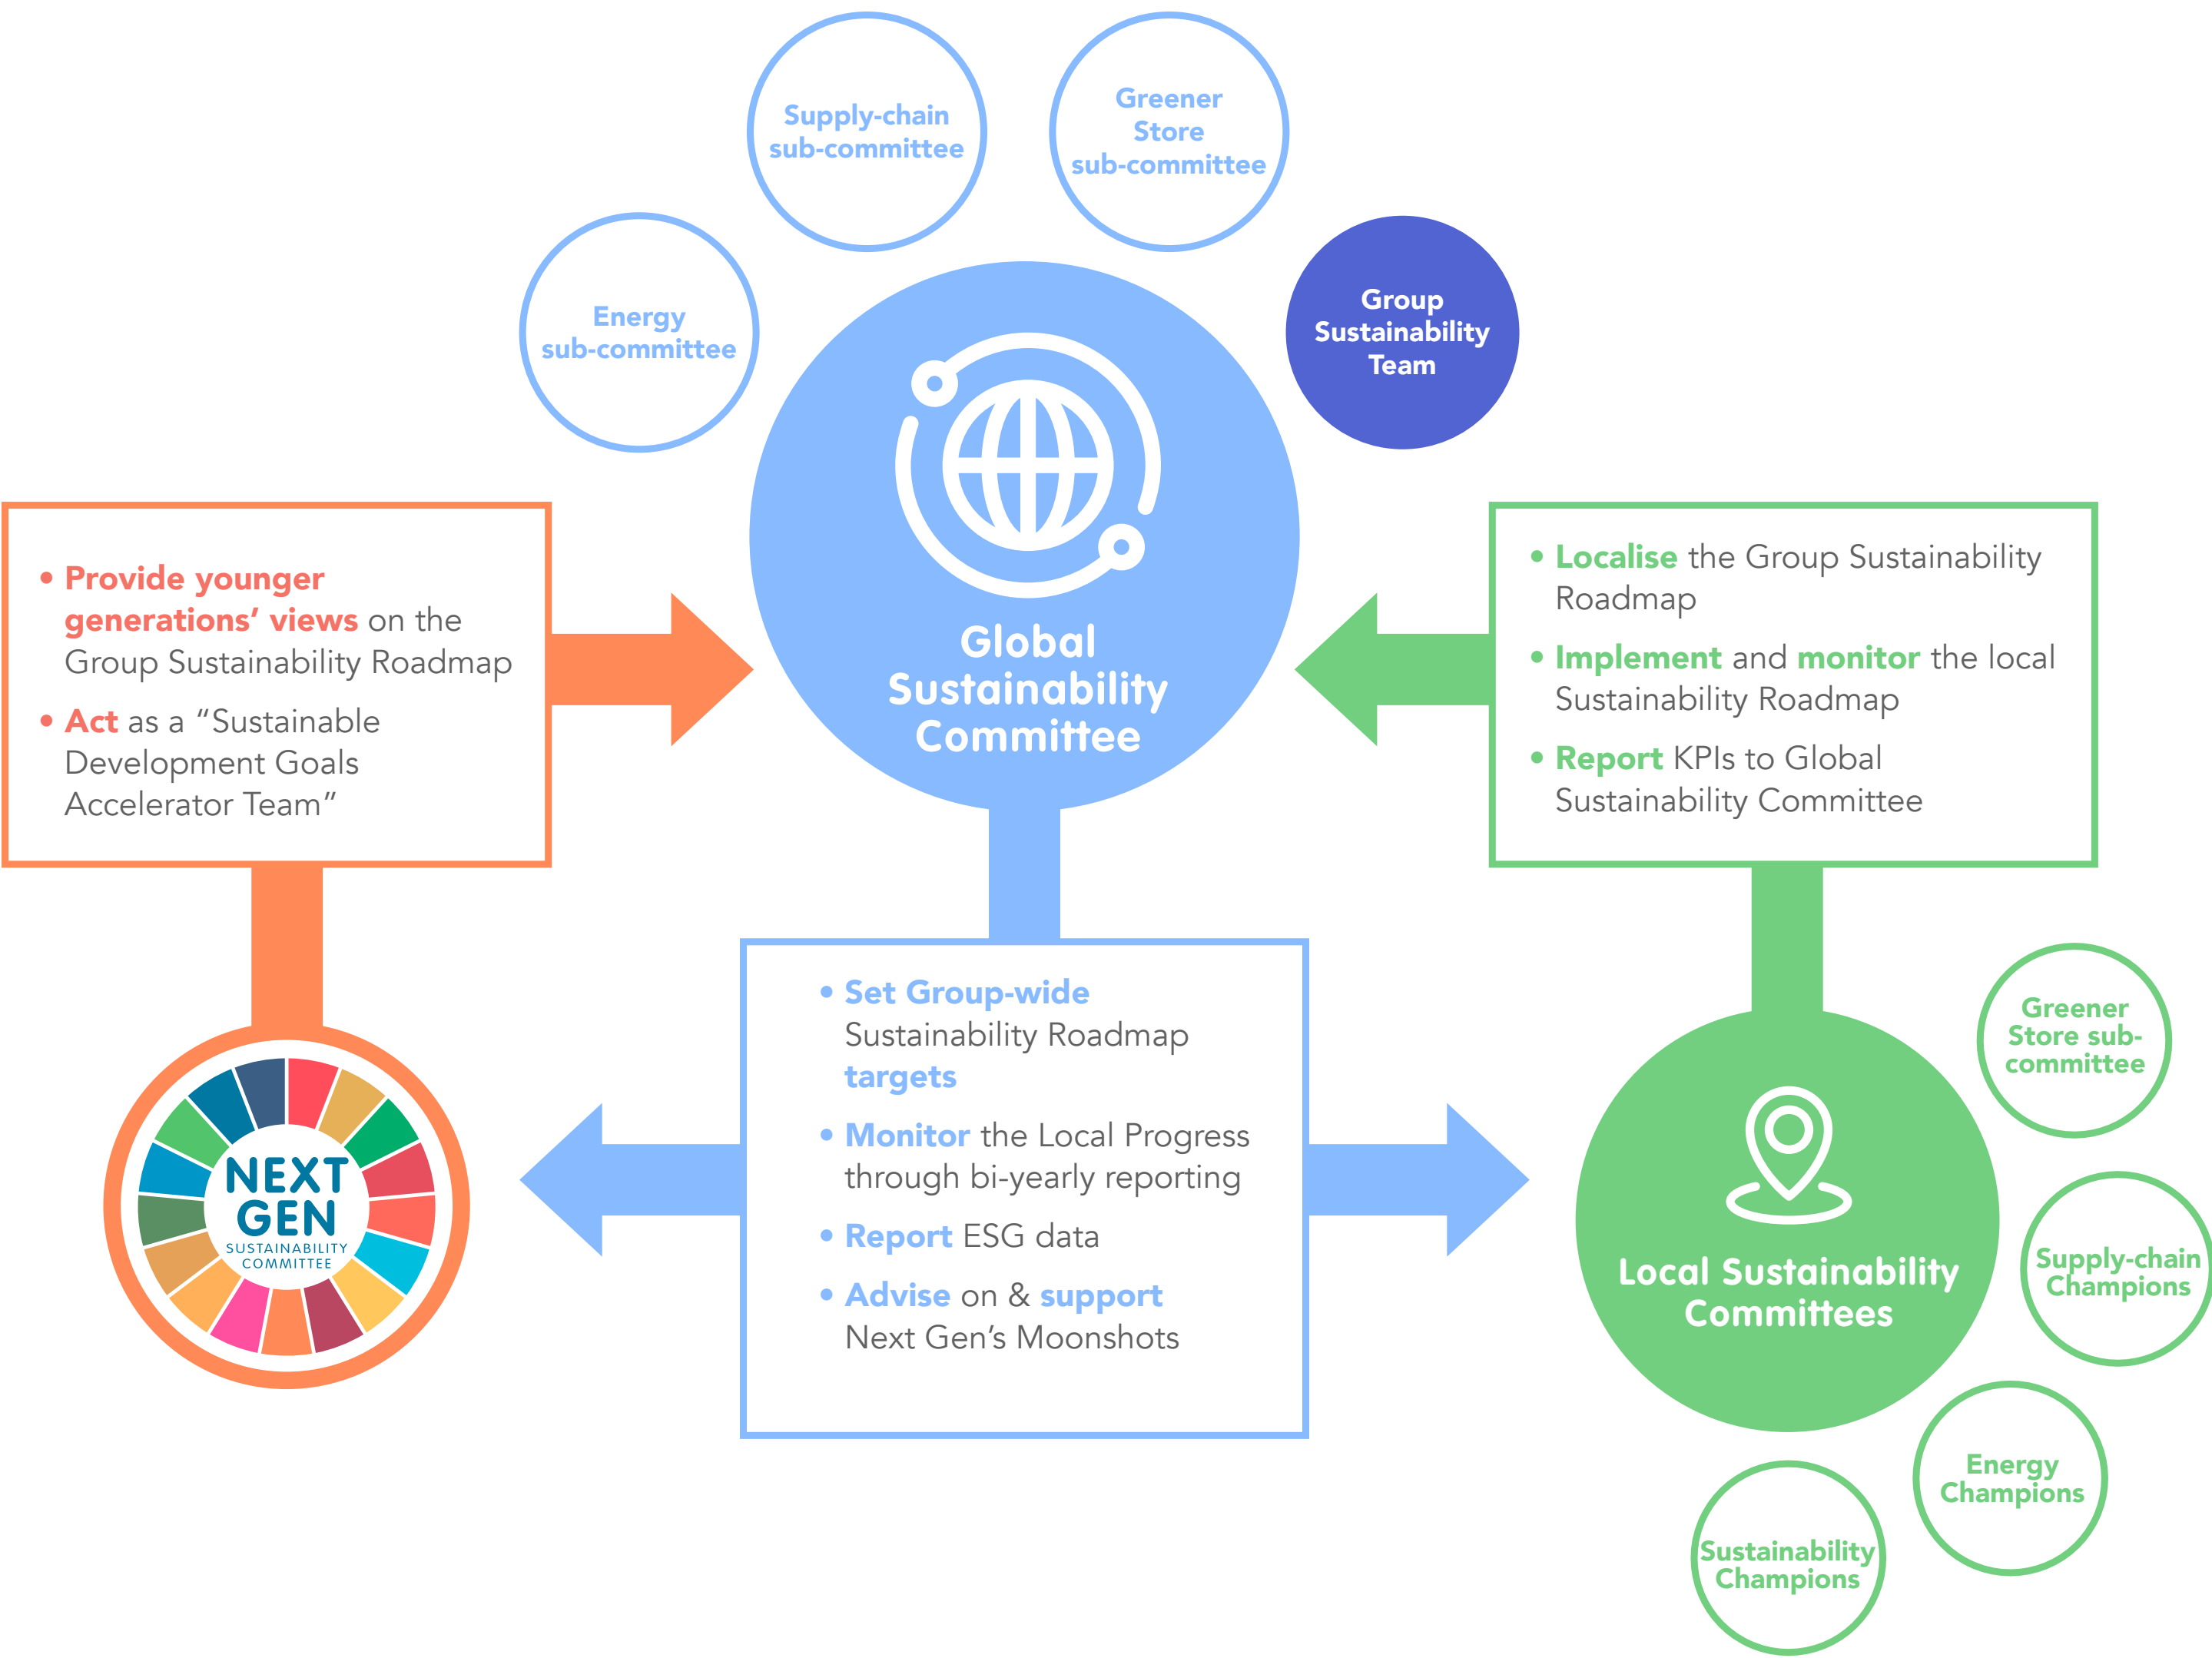 Supply-chain
sub-committee
Greener
Store
sub-committee
Energy
sub-committee
Group
Sustainability
Team
Global
Sustainability
Committee
• Provide younger
generations’ views on the
Group Sustainability Roadmap
• Act as a “Sustainable
Development Goals
Accelerator Team”
• Localise the Group Sustainability
Roadmap
• Implement and monitor the local
Sustainability Roadmap
• Report KPIs to Global
Sustainability Committee
• Set Group-wide
Sustainability Roadmap
targets
• Monitor the Local Progress
through bi-yearly reporting
• Report ESG data
• Advise on & support
Next Gen’s Moonshots
NEXT
GEN
SUSTAINABILITY
COMMITTEE
Local Sustainability
Committees
Greener
Store sub-
committee
Supply-chain
Champions
Energy
Champions
Sustainability
Champions